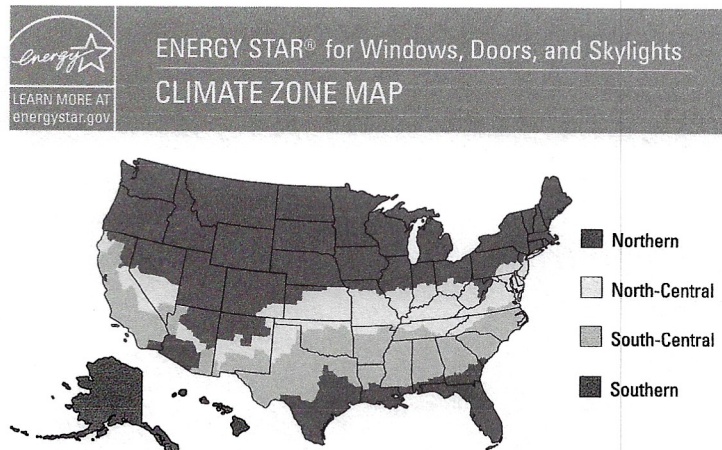 energy
LEARN MORE AT
energystar.gov
ENERGY STAR® for Windows, Doors, and Skylights
CLIMATE ZONE MAP
Northern
North-Central
South-Central
Southern